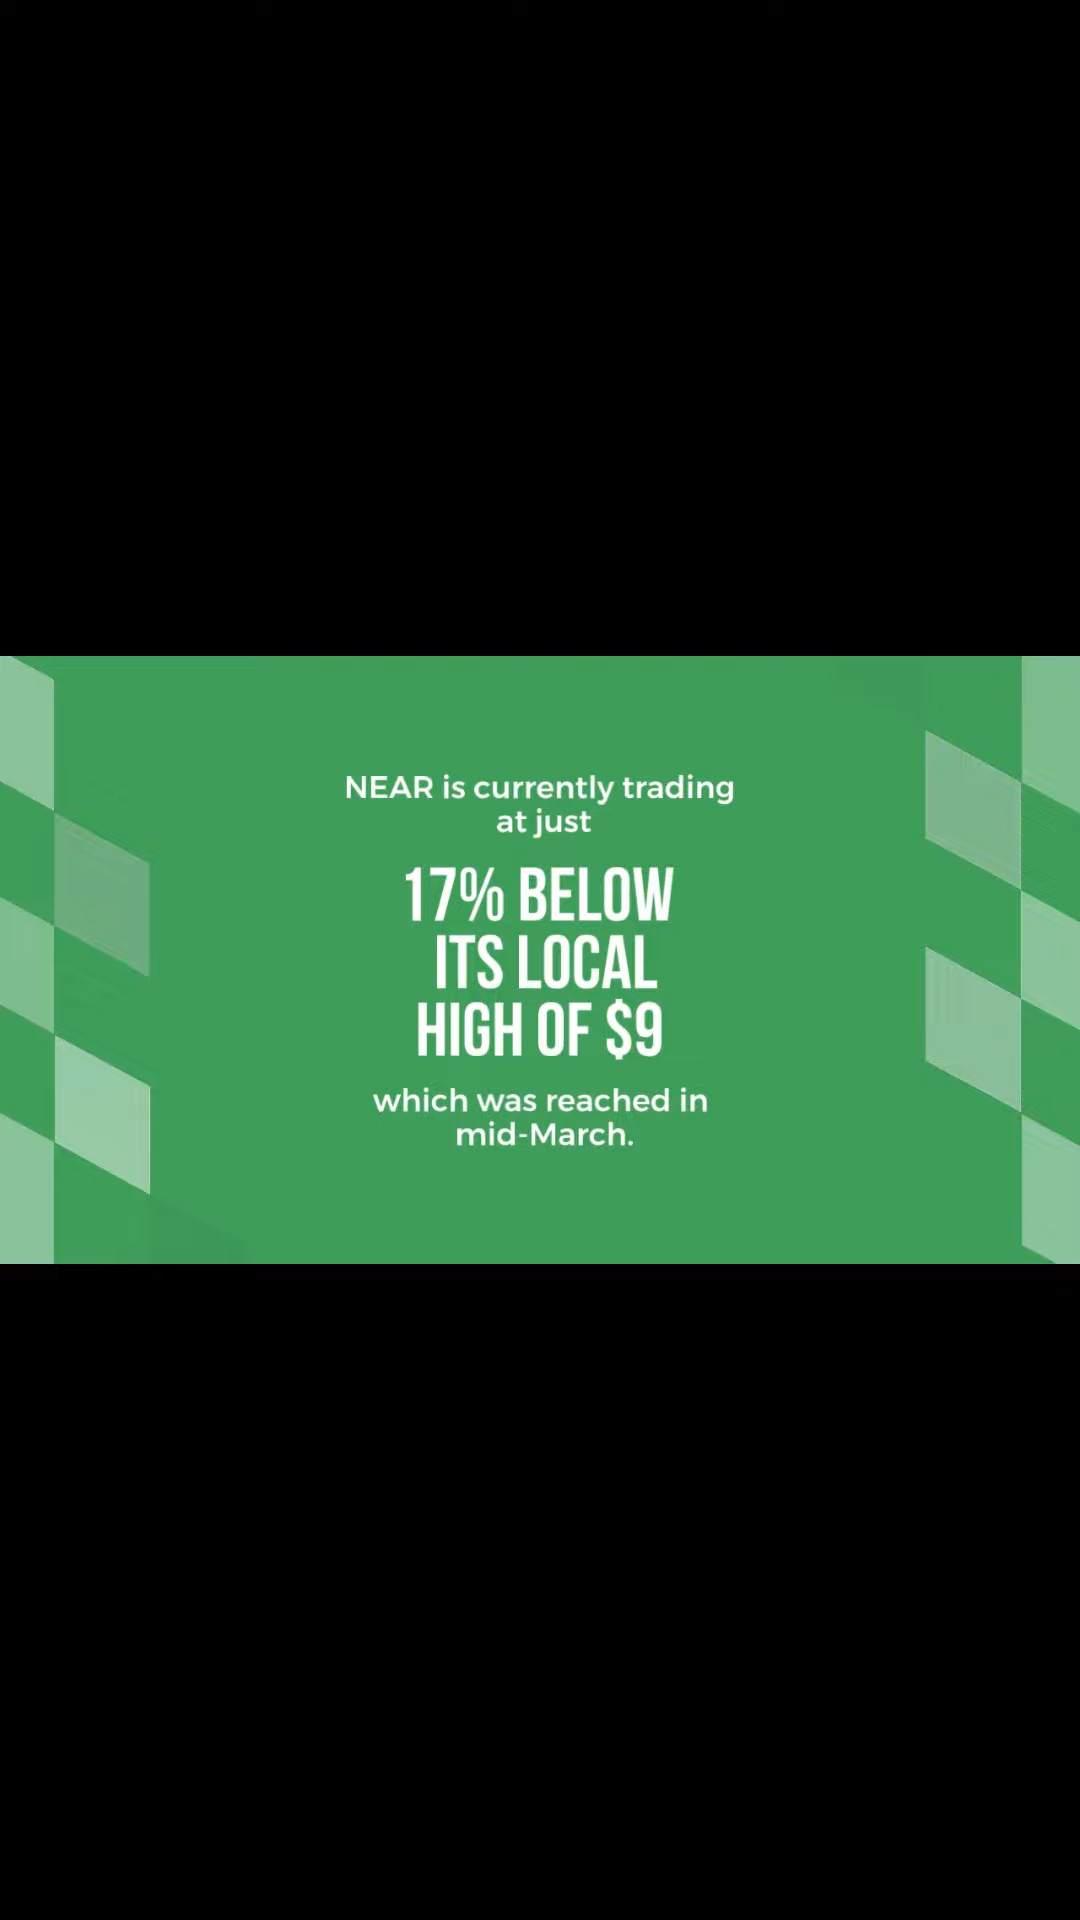 NEAR is currently trading
at just
17% BELOW
ITS LOCAL
HIGH OF $9
which was reached in
mid-March.